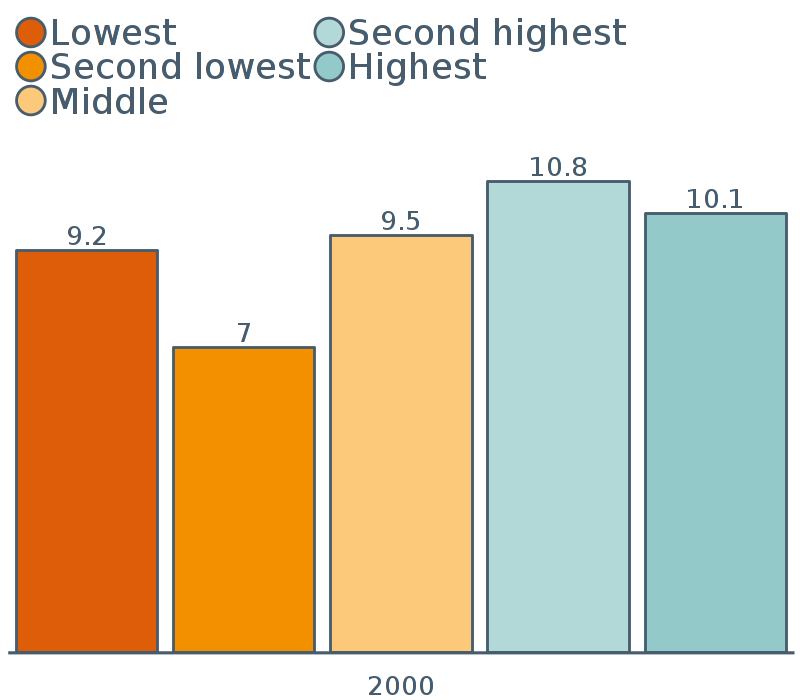 Lowest
Second lowest
Middle
Second highest
Highest
9.2
7
9.5
10.8
10.1
2000